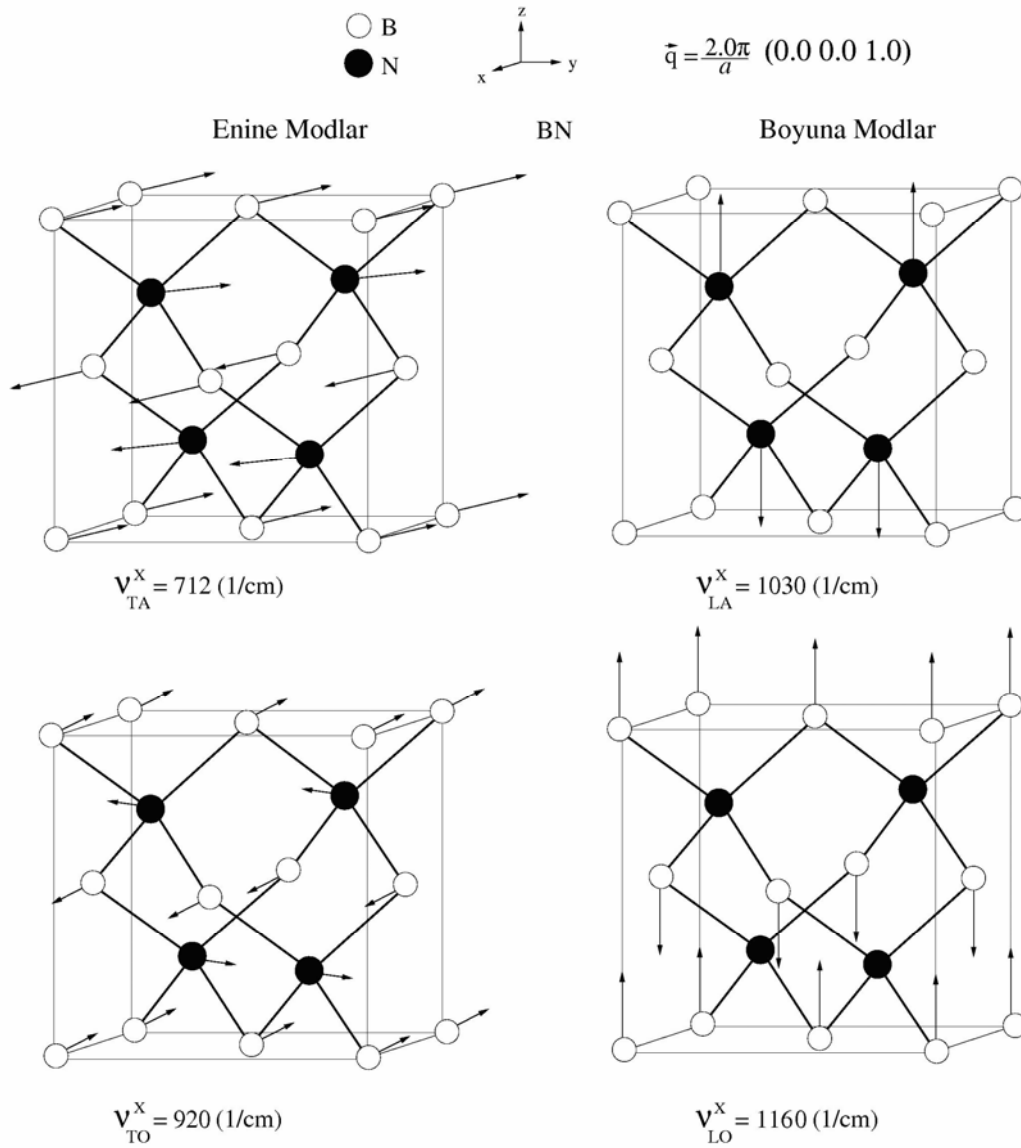 B
N
z
x
y
q⃗ = 2.0π/a (0.0 0.0 1.0)
Enine Modlar
BN
Boyuna Modlar
ν^X_TA = 712 (1/cm)
ν^X_LA = 1030 (1/cm)
ν^X_TO = 920 (1/cm)
ν^X_LO = 1160 (1/cm)